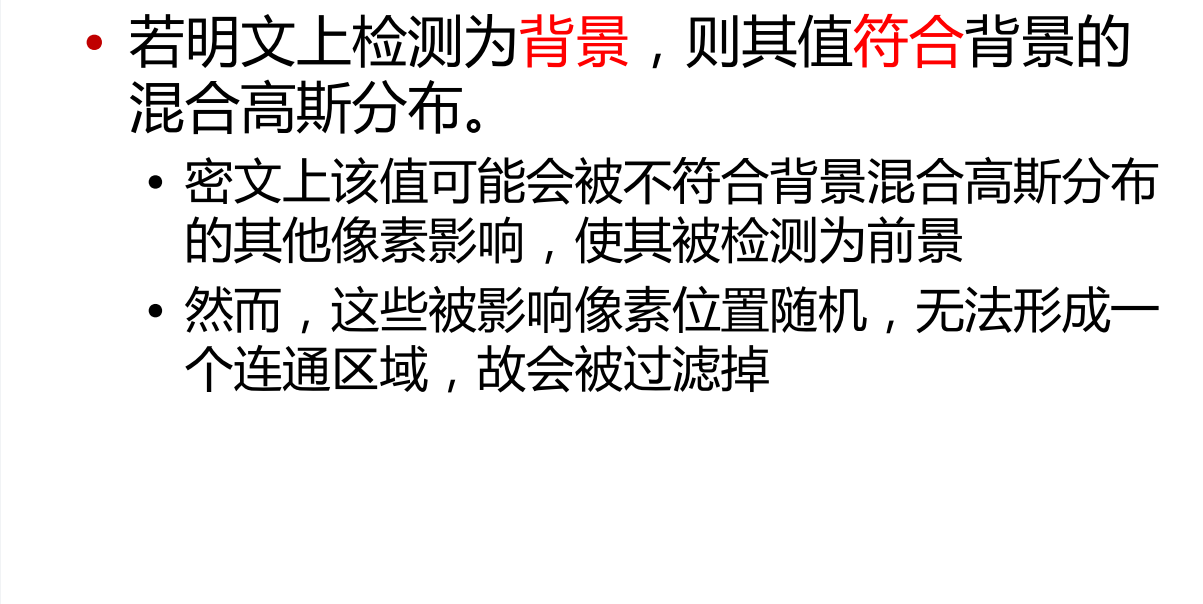 • 若明文上检测为背景，则其值符合背景的
混合高斯分布。
• 密文上该值可能会被不符合背景混合高斯分布
的其他像素影响，使其被检测为前景
• 然而，这些被影响像素位置随机，无法形成一
个连通区域，故会被过滤掉